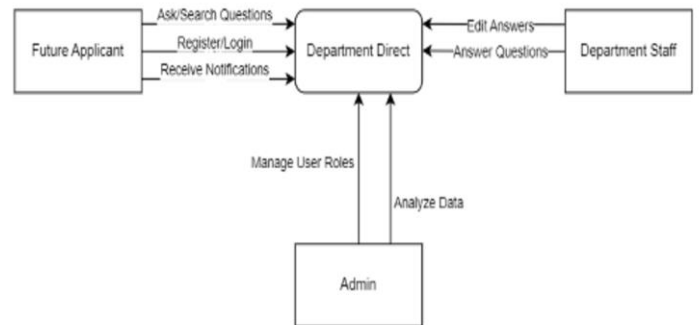 Ask/Search Questions
Future Applicant
Register/Login
Receive Notifications
Department Direct
Edit Answers
Answer Questions
Department Staff
Manage User Roles
Analyze Data
Admin